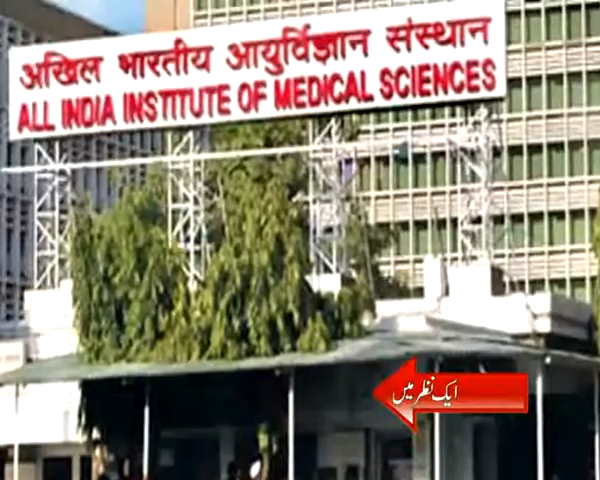 अखिल भारतीय आयुर्विज्ञान संस्थान
ALL INDIA INSTITUTE OF MEDICAL SCIENCES
ایک نظر میں